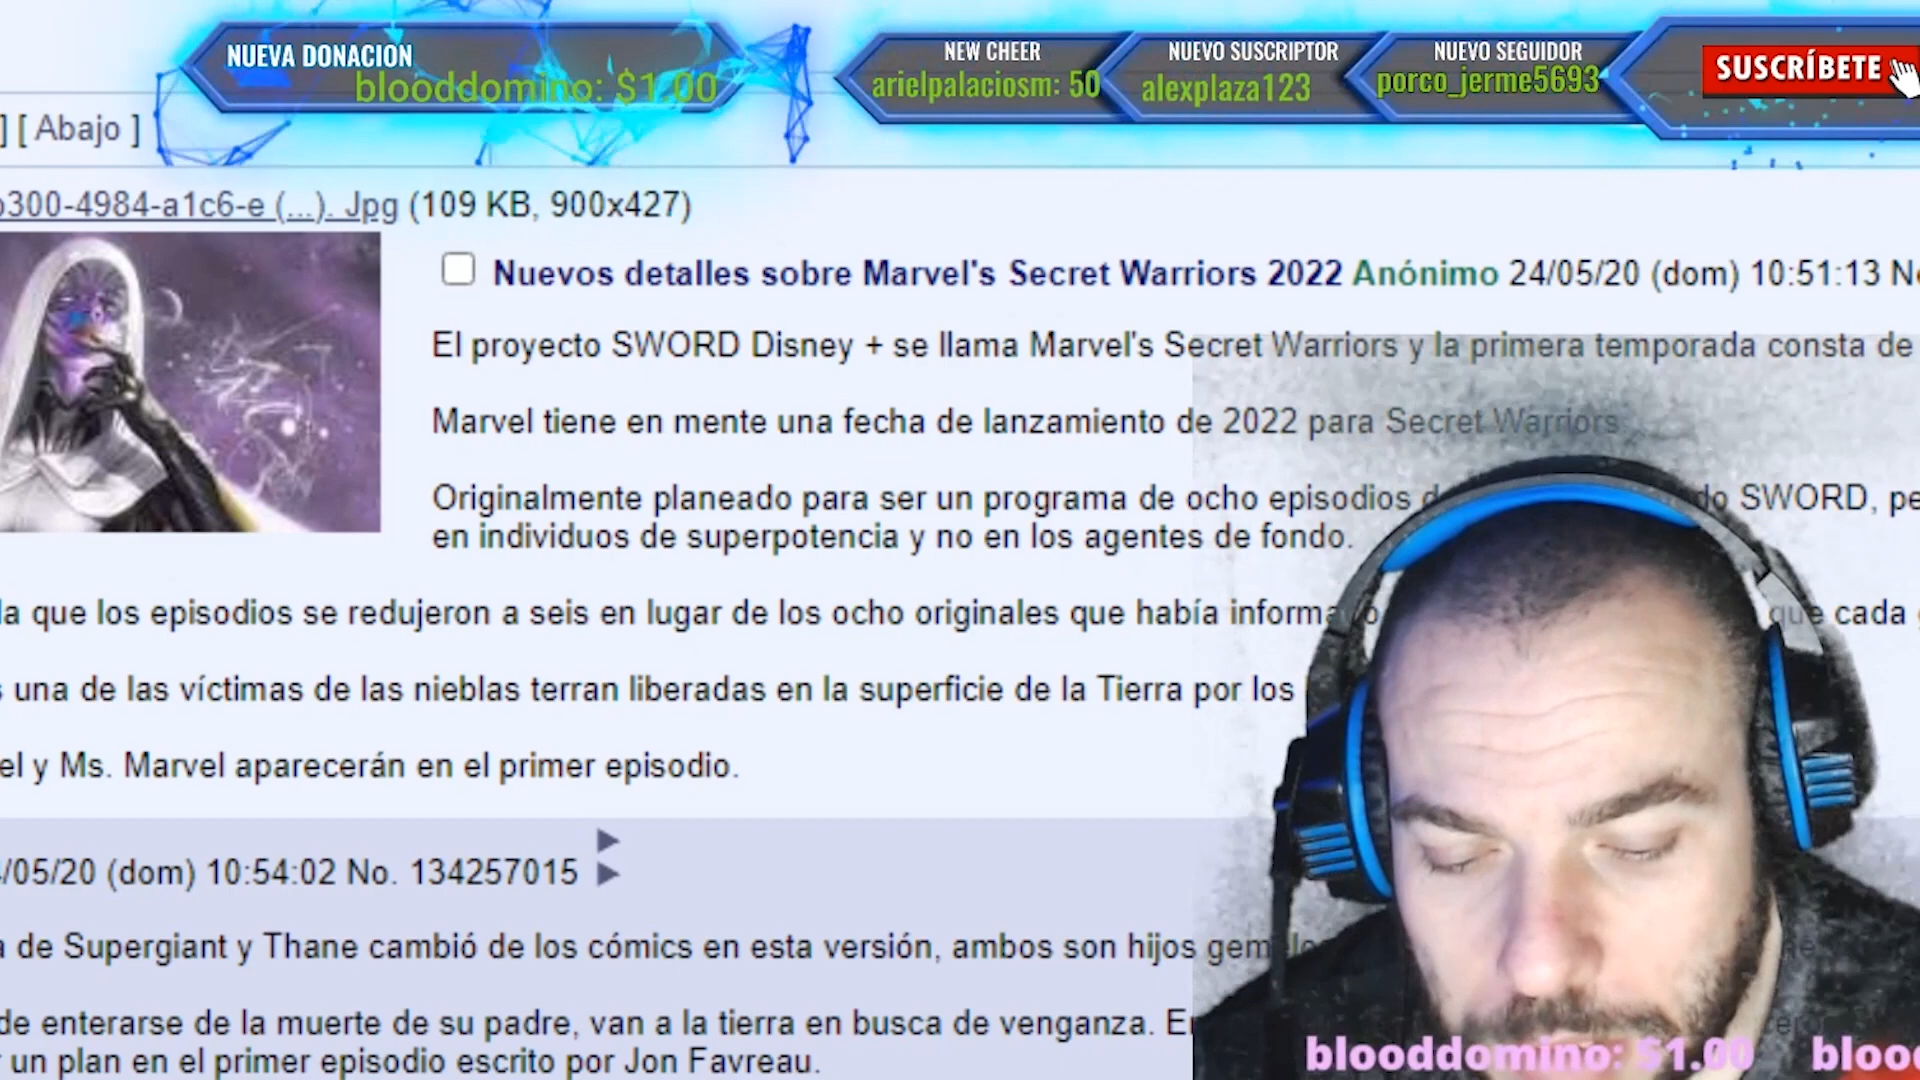 NUEVA DONACION
blooddomino: $1.00
NEW CHEER
arielpalaciosm: 50
NUEVO SUSCRIPTOR
alexplaza123
NUEVO SEGUIDOR
porco_jerme5693
SUSCRÍBETE
] [ Abajo ]
300-4984-a1c6-e (...). Jpg (109 KB, 900x427)
Nuevos detalles sobre Marvel's Secret Warriors 2022 Anónimo 24/05/20 (dom) 10:51:13
El proyecto SWORD Disney + se llama Marvel's Secret Warriors y la primera temporada consta de
Marvel tiene en mente una fecha de lanzamiento de 2022 para Secret Warriors
Originalmente planeado para ser un programa de ocho episodios SWORD,
en individuos de superpotencia y no en los agentes de fondo.
que los episodios se redujeron a seis en lugar de los ocho originales que había que cada
una de las víctimas de las nieblas terran liberadas en la superficie de la Tierra por los
y Ms. Marvel aparecerán en el primer episodio.
/05/20 (dom) 10:54:02 No. 134257015
de Supergiant y Thane cambió de los cómics en esta versión, ambos son hijos
de enterarse de la muerte de su padre, van a la tierra en busca de venganza.
un plan en el primer episodio escrito por Jon Favreau.
blooddomino: $1.00